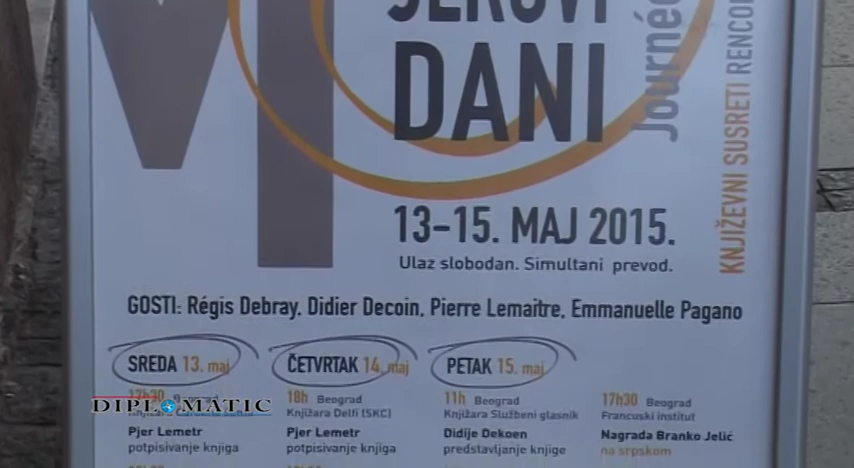 DANI
Journée
KNJIŽEVNI SUSRETI
13–15. MAJ 2015.
Ulaz slobodan. Simultani prevod.
GOSTI: Régis Debray, Didier Decoin, Pierre Lemaitre, Emmanuelle Pagano
SREDA 13. maj
ČETVRTAK 14. maj
PETAK 15. maj
DIPLOMATIC
Pjer Lemetr
potpisivanje knjiga
18h Beograd
Knjižara Delfi (SKC)
Pjer Lemetr
potpisivanje knjiga
11h Beograd
Knjižara Službeni glasnik
Didije Dekoen
predstavljanje knjige
17h30 Beograd
Francuski institut
Nagrada Branko Jelić
na srpskom